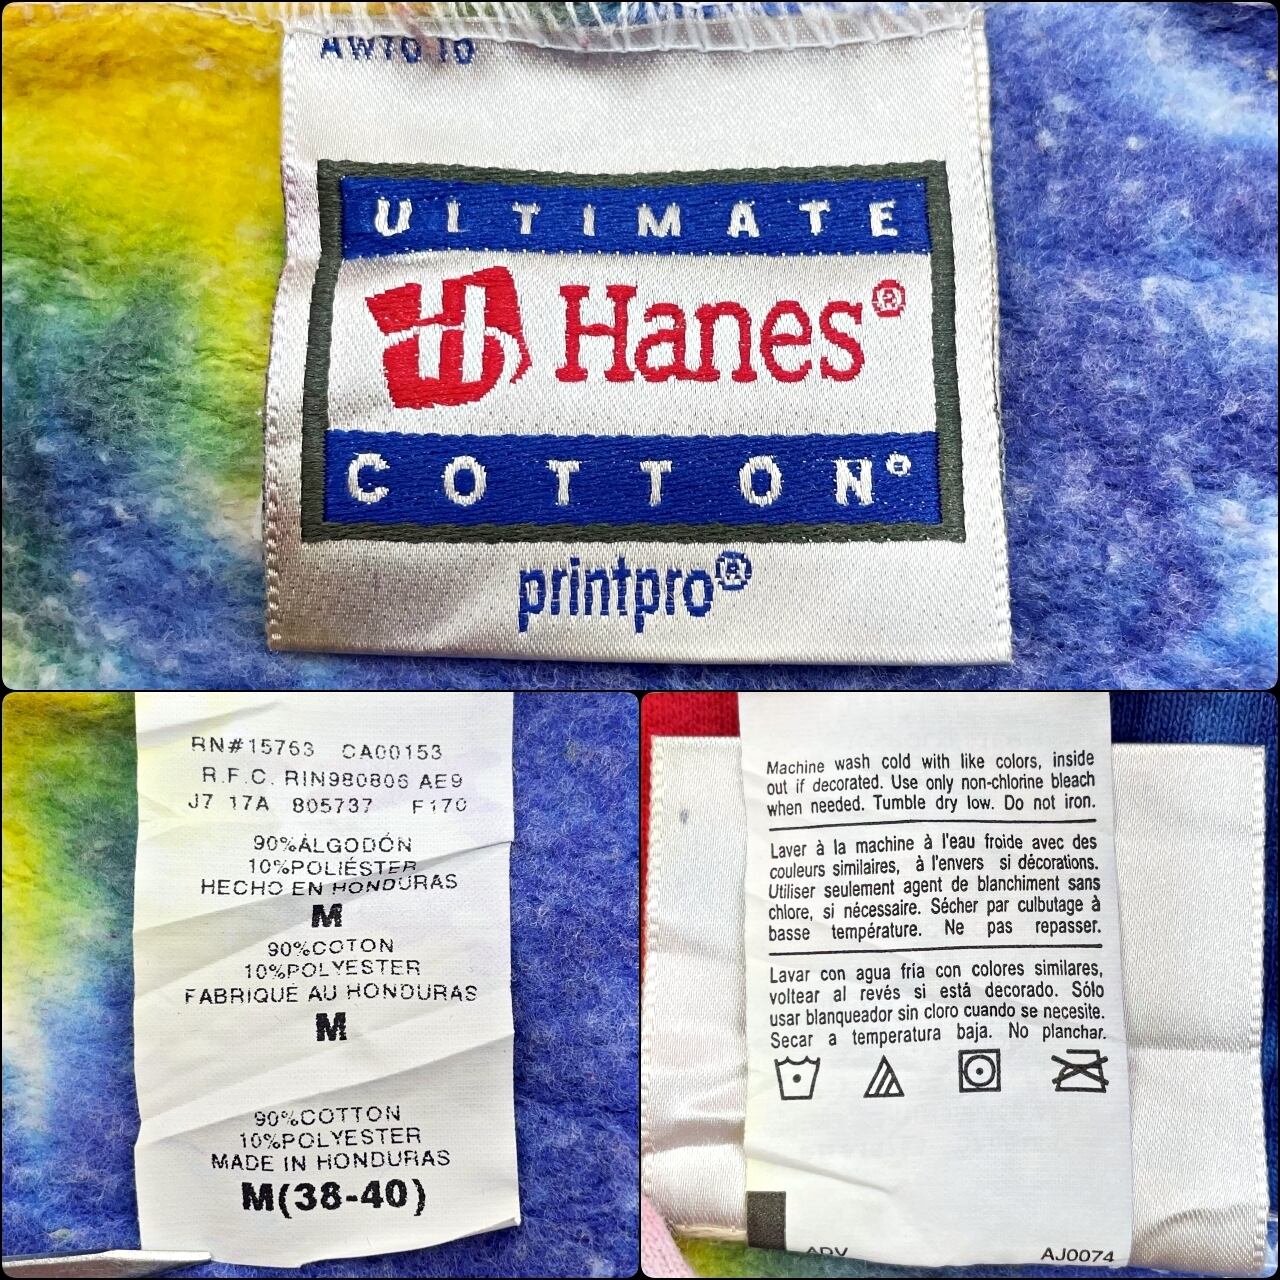 AW10 10
ULTIMATE
Hanes®
COTTON®
printpro®
RN#15763 CA00153
R.F.C. RIN980806 AE9
J7 17A 805737 F170
90%ALGODÓN
10%POLIÉSTER
HECHO EN HONDURAS
M
90%COTON
10%POLYESTER
FABRIQUE AU HONDURAS
M
90%COTTON
10%POLYESTER
MADE IN HONDURAS
M(38-40)
Machine wash cold with like colors, inside
out if decorated. Use only non-chlorine bleach
when needed. Tumble dry low. Do not iron.
Laver à la machine à l'eau froide avec des
couleurs similaires, à l'envers si décorations.
Utiliser seulement agent de blanchiment sans
chlore, si nécessaire. Sécher par culbutage à
basse température. Ne pas repasser.
Lavar con agua fria con colores similares,
voltear al revés si está decorado. Sólo
usar blanqueador sin cloro cuando se necesite.
Secar a temperatura baja. No planchar.
ADV AJ0074